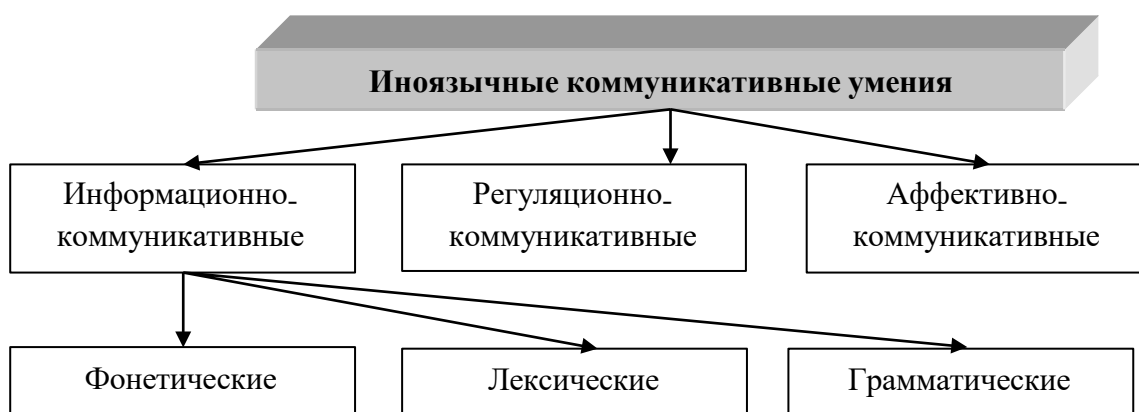 Иноязычные коммуникативные умения
Информационно-
коммуникативные
Регуляционно-
коммуникативные
Аффективно-
коммуникативные
Фонетические
Лексические
Грамматические